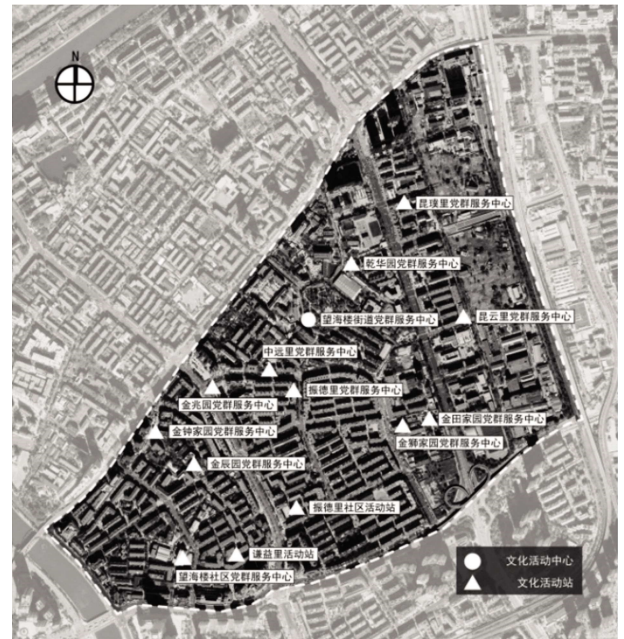 N
昆璞里党群服务中心
乾华园党群服务中心
望海楼街道党群服务中心
昆云里党群服务中心
中远里党群服务中心
振德里党群服务中心
金兆园党群服务中心
金田家园党群服务中心
金钟家园党群服务中心
金狮家园党群服务中心
金辰园党群服务中心
振德里社区活动站
谦益里活动站
望海楼社区党群服务中心
文化活动中心
文化活动站